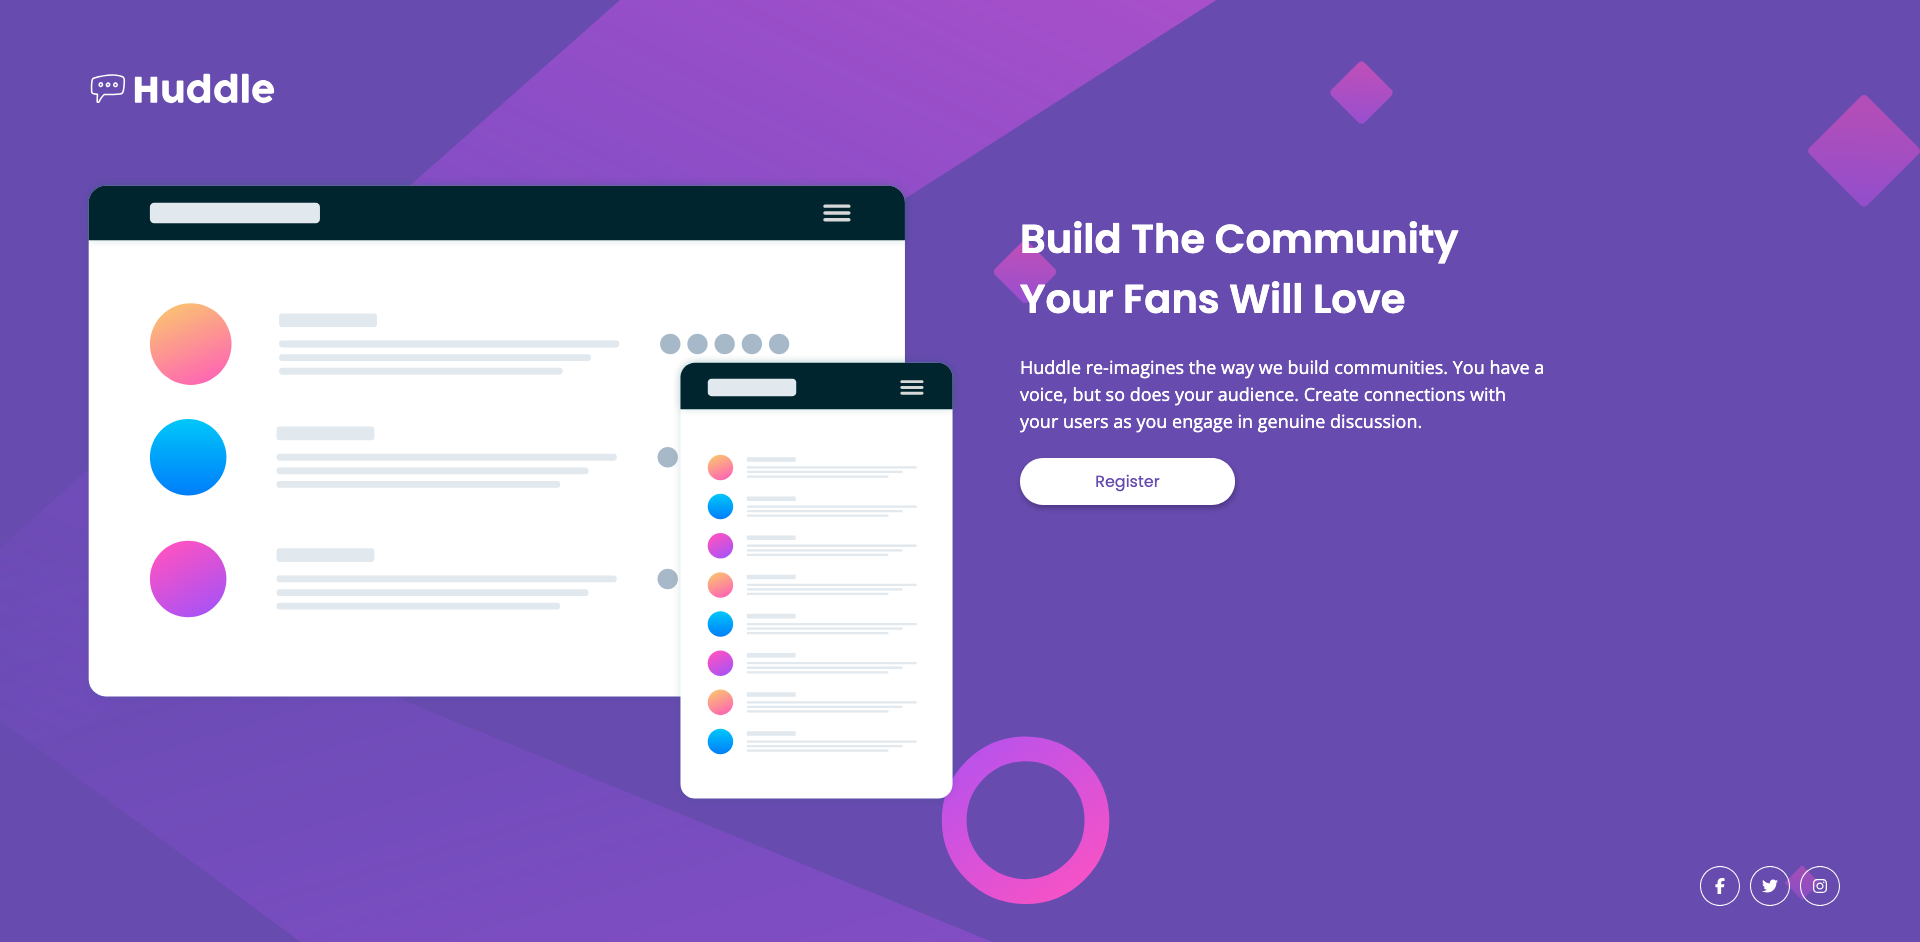 Huddle
Build The Community
Your Fans Will Love
Huddle re-imagines the way we build communities. You have a
voice, but so does your audience. Create connections with
your users as you engage in genuine discussion.
Register